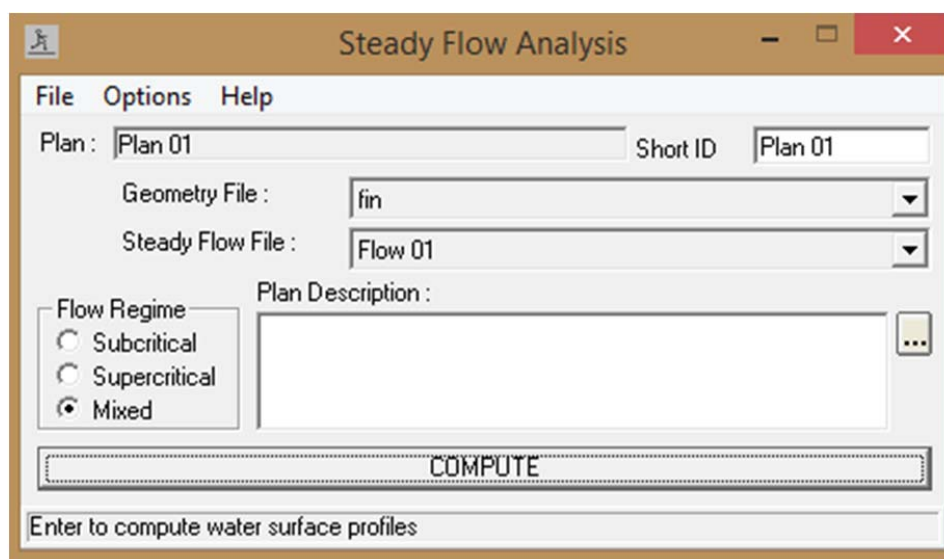 Steady Flow Analysis
File Options Help
Plan : Plan 01 Short ID Plan 01
Geometry File : fin
Steady Flow File : Flow 01
Flow Regime
Subcritical
Supercritical
Mixed
Plan Description :
...
COMPUTE
Enter to compute water surface profiles